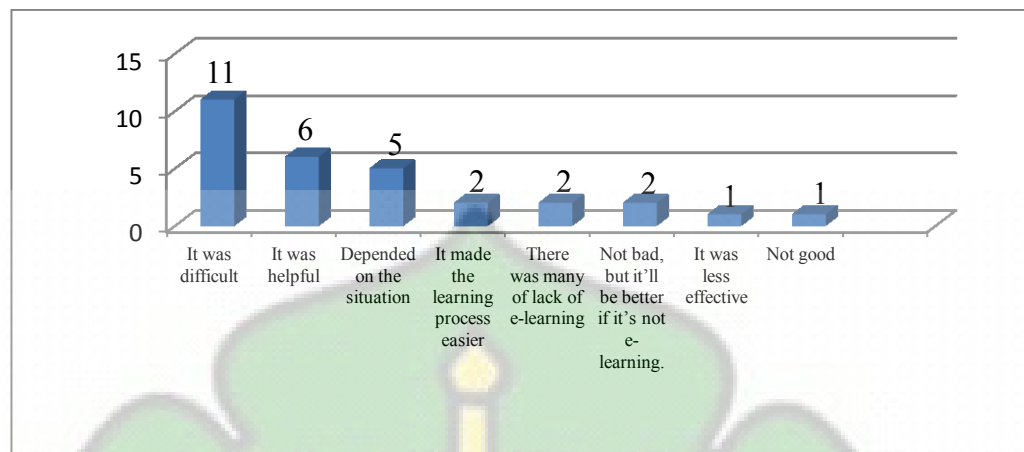 15
10
5
0
11
6
5
2
2
2
1
1
It was
difficult
It was
helpful
Depended
on the
situation
It made
the
learning
process
easier
There
was many
of lack of
e-learning
Not bad,
but it'll
be better
if it's not
e-
learning.
It was
less
effective
Not good